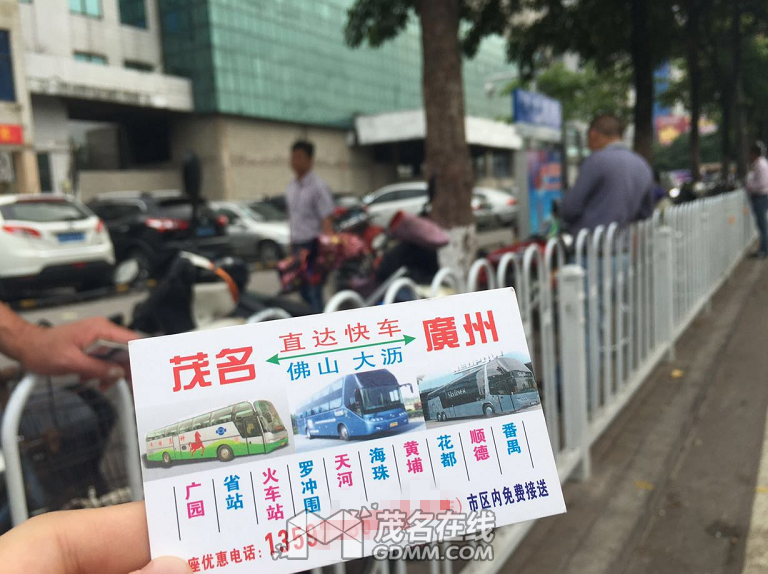 直达快车
茂名 廣州
佛山 大沥
广园 省站 火车站 罗冲围 天河 海珠 黄埔 花都 顺德 番禺
座优惠电话：1359
市区内免费接送
茂名在线
GDMM.COM